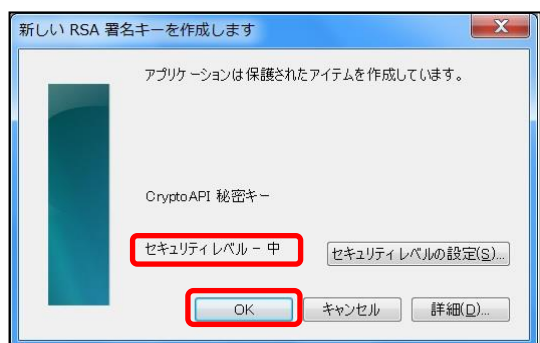 新しい RSA 署名キーを作成します
アプリケーションは保護されたアイテムを作成しています。
CryptoAPI 秘密キー
セキュリティ レベル - 中
セキュリティ レベルの設定(S)...
OK
キャンセル
詳細(D)...